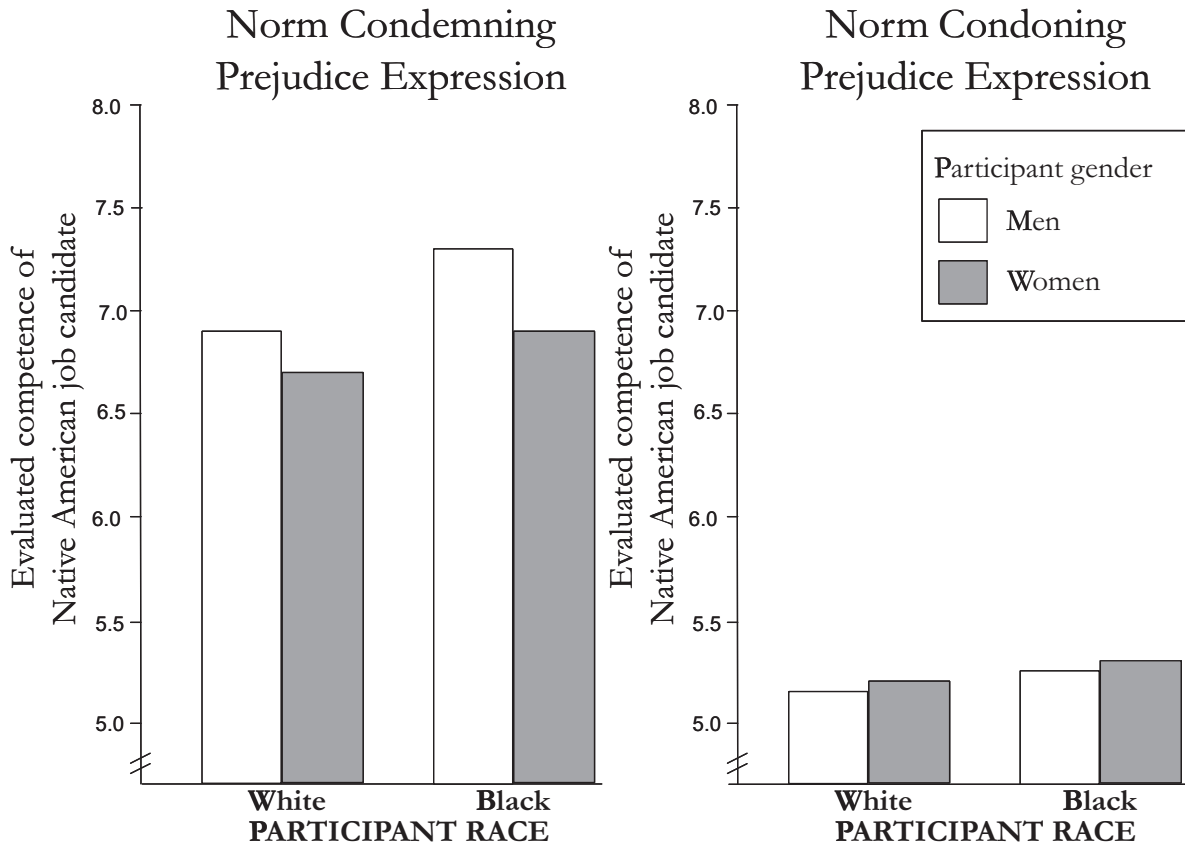 Norm Condemning
Prejudice Expression
Evaluated competence of
Native American job candidate
8.0
7.5
7.0
6.5
6.0
5.5
5.0
White
Black
PARTICIPANT RACE
Norm Condoning
Prejudice Expression
Evaluated competence of
Native American job candidate
8.0
7.5
7.0
6.5
6.0
5.5
5.0
Participant gender
Men
Women
White
Black
PARTICIPANT RACE